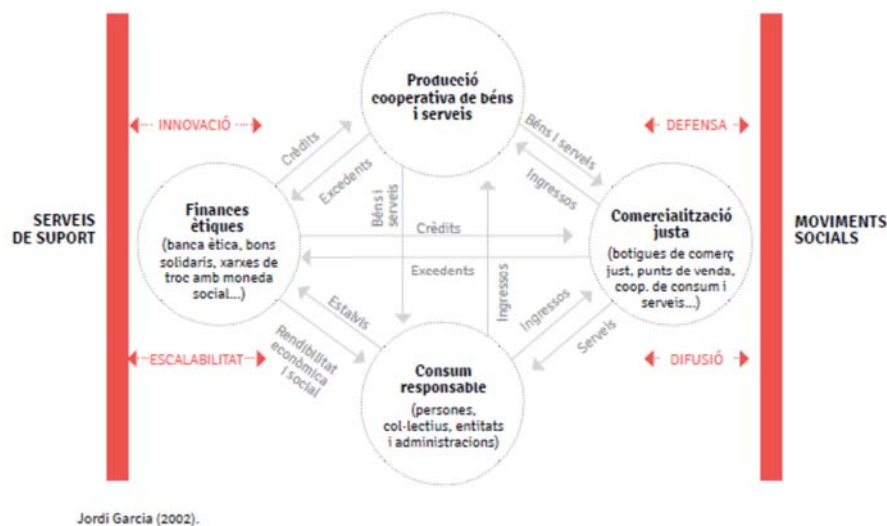 Producció
cooperativa de béns
i serveis
INNOVACIÓ
DEFENSA
Crèdits
Excedents
Béns i serveis
Ingressos
Béns i
serveis
SERVEIS
DE SUPORT
Finances
ètiques
(banca ètica, bons
solidaris, xarxes de
troc amb moneda
social...)
Crèdits
Excedents
Ingressos
Comercialització
justa
(botigues de comerç
just, punts de venda,
coop. de consum i
serveis...)
MOVIMENTS
SOCIALS
Estalvis
Rendibilitat
econòmica
i social
Ingressos
Serveis
ESCALABILITAT
DIFUSIÓ
Consum
responsable
(persones,
col·lectius, entitats
i administracions)
Jordi Garcia (2002).